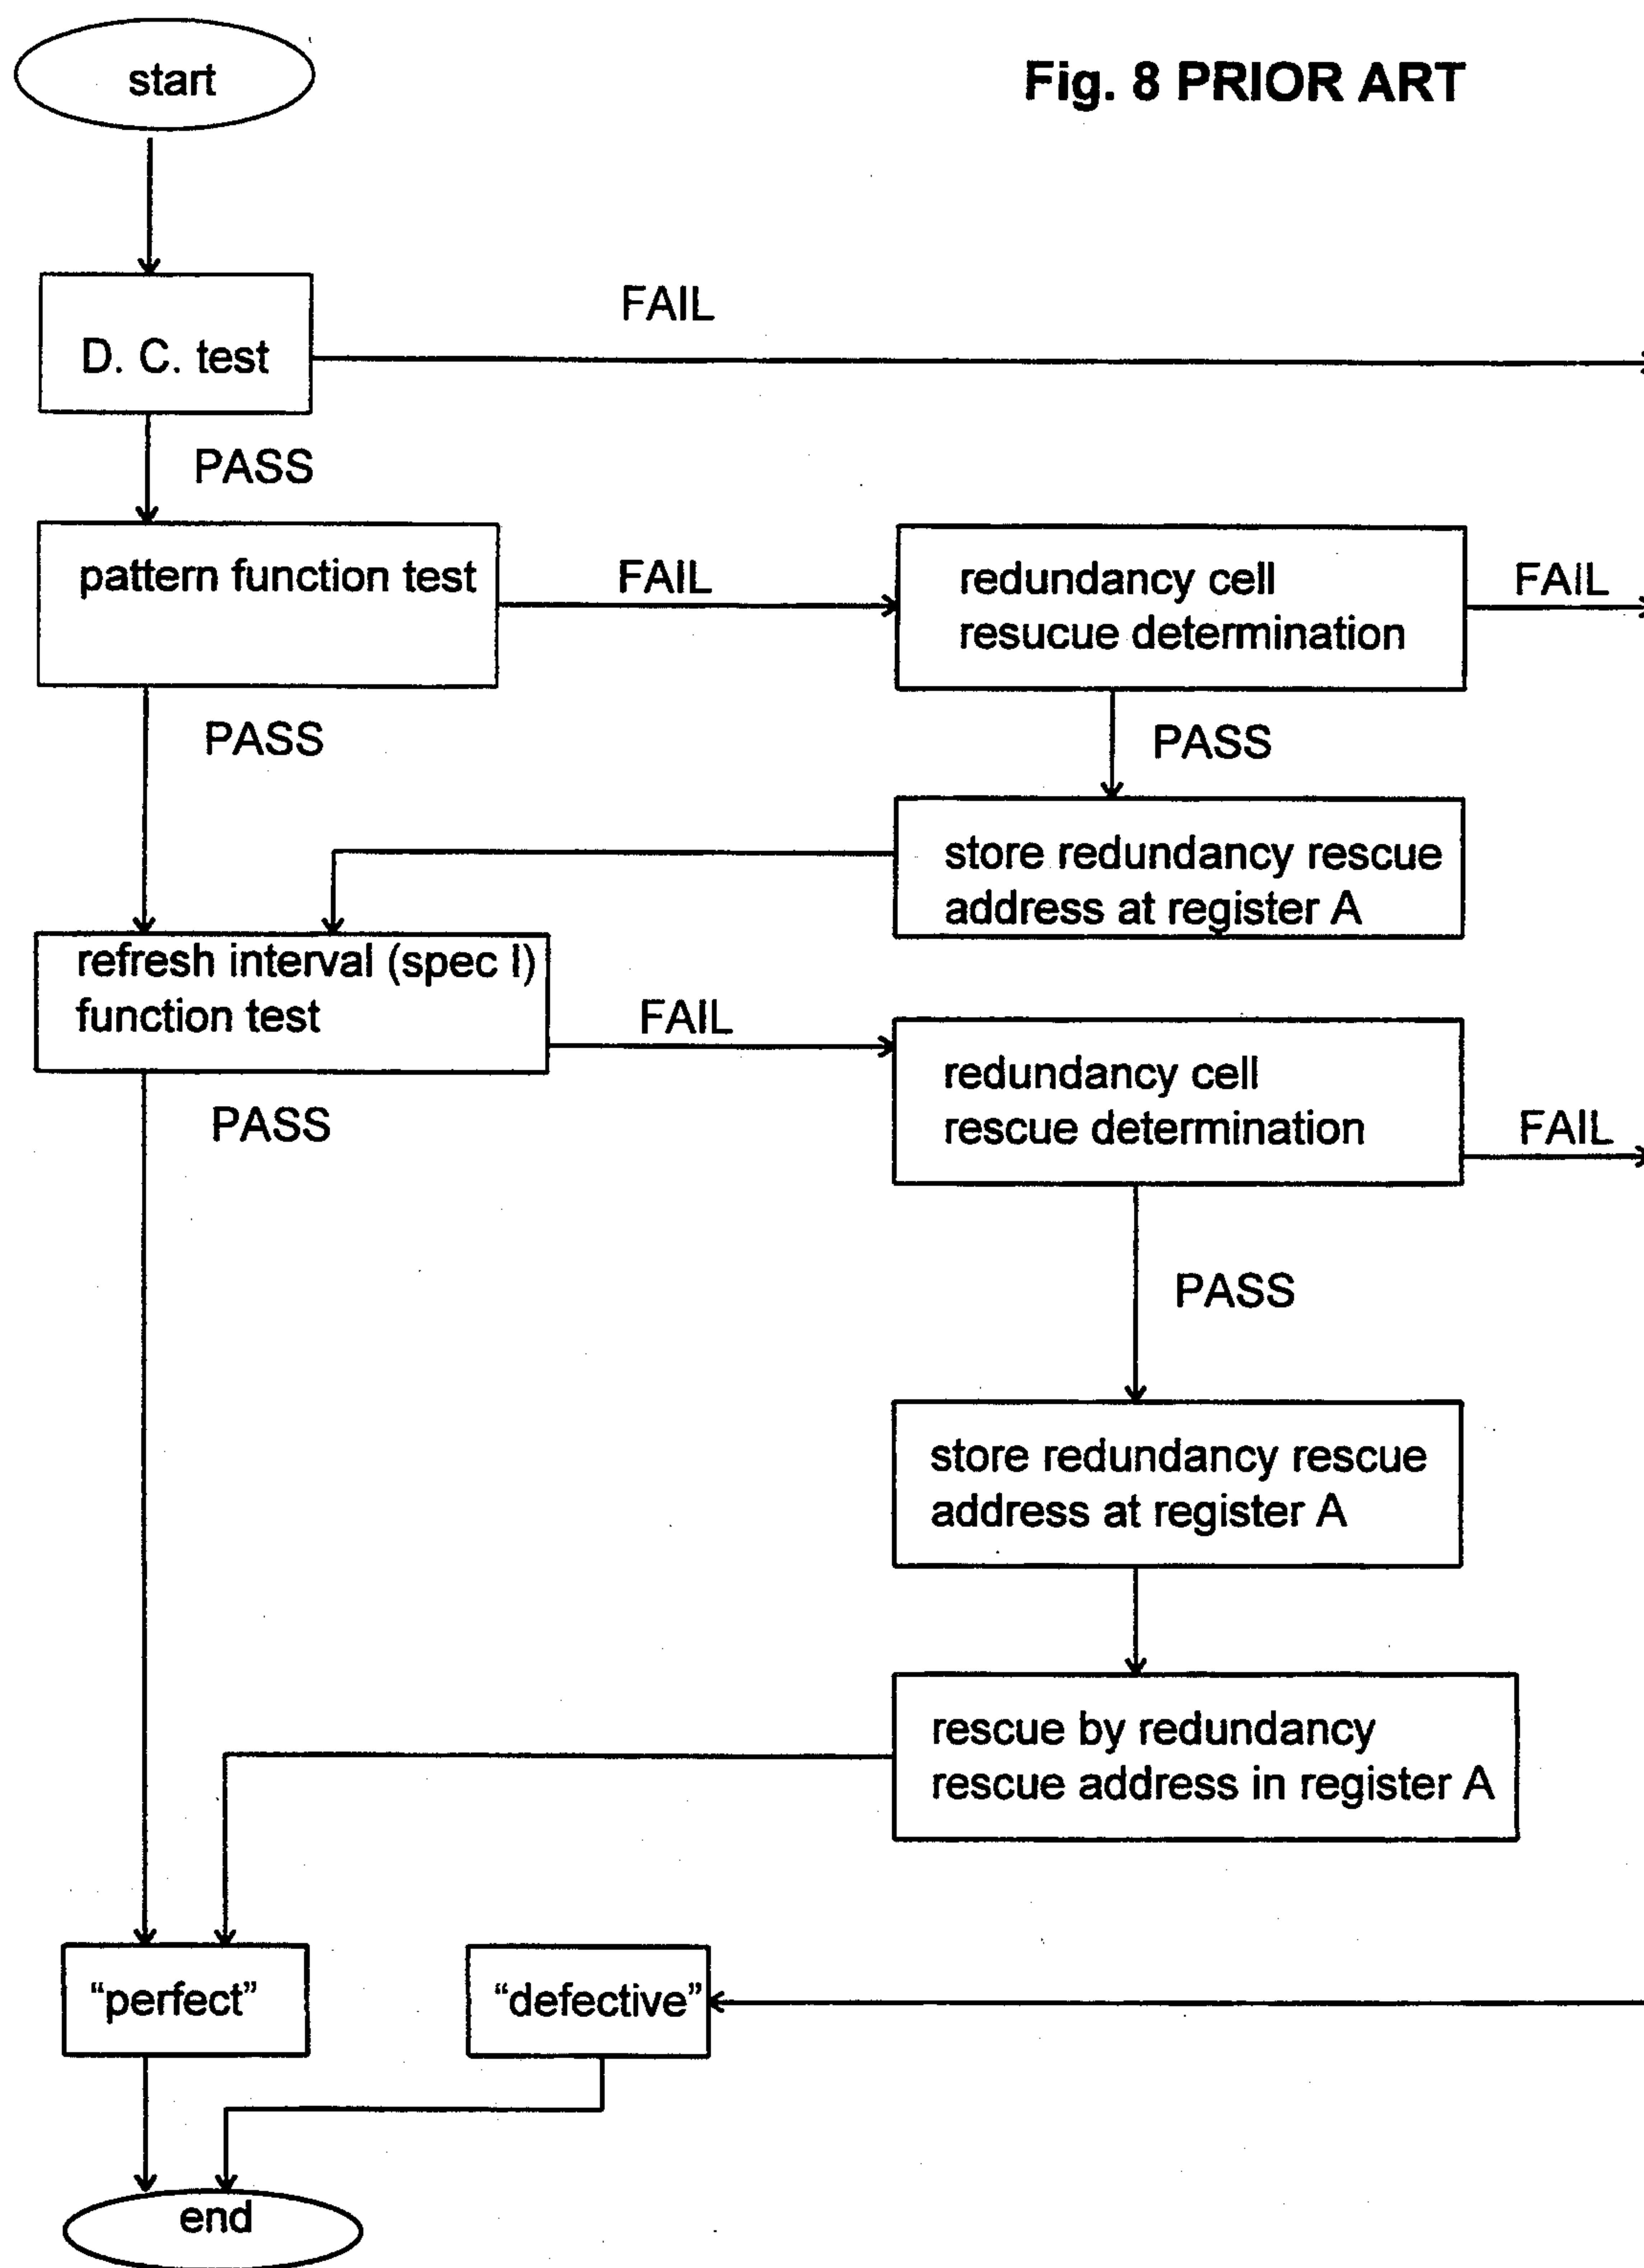 start
Fig. 8 PRIOR ART
D. C. test
FAIL
PASS
pattern function test
FAIL
redundancy cell
resucue determination
FAIL
PASS
PASS
store redundancy rescue
address at register A
refresh interval (spec I)
function test
FAIL
redundancy cell
rescue determination
FAIL
PASS
PASS
store redundancy rescue
address at register A
rescue by redundancy
rescue address in register A
“perfect”
“defective”
end